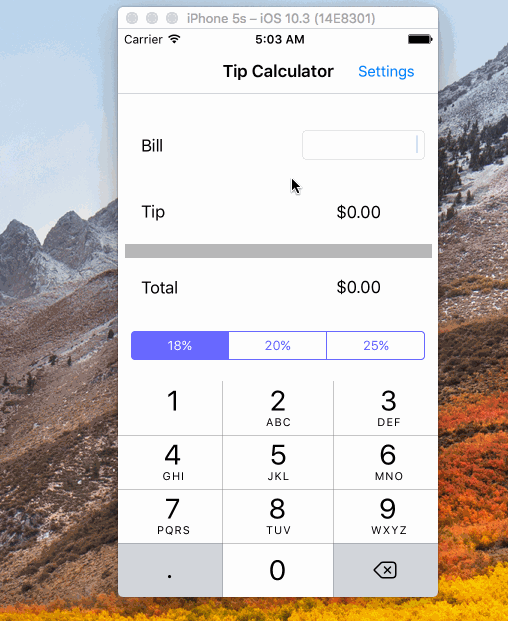 iPhone 5s – iOS 10.3 (14E8301)
Carrier 5:03 AM
Tip Calculator Settings
Bill
Tip $0.00
Total $0.00
18% 20% 25%
1 2 3
ABC DEF
4 5 6
GHI JKL MNO
7 8 9
PQRS TUV WXYZ
. 0